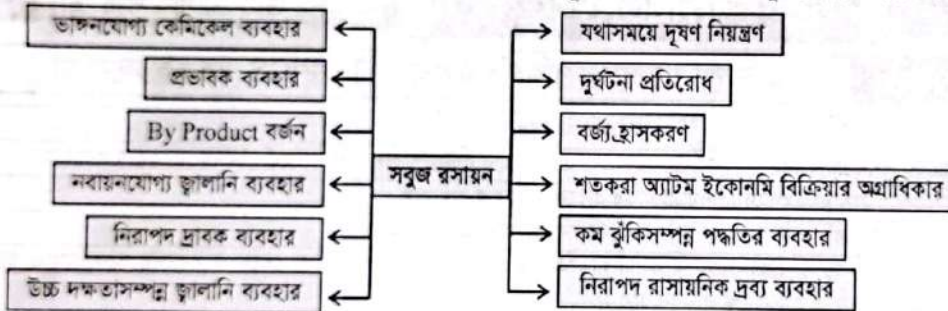 ভাঙ্গনযোগ্য কেমিকেল ব্যবহার
প্রভাবক ব্যবহার
By Product বর্জন
নবায়নযোগ্য জ্বালানি ব্যবহার
নিরাপদ দ্রাবক ব্যবহার
উচ্চ দক্ষতাসম্পন্ন জ্বালানি ব্যবহার
সবুজ রসায়ন
যথাসময়ে দূষণ নিয়ন্ত্রণ
দুর্ঘটনা প্রতিরোধ
বর্জ্য হ্রাসকরণ
শতকরা অ্যাটম ইকোনমি বিক্রিয়ার অগ্রাধিকার
কম ঝুঁকিসম্পন্ন পদ্ধতির ব্যবহার
নিরাপদ রাসায়নিক দ্রব্য ব্যবহার